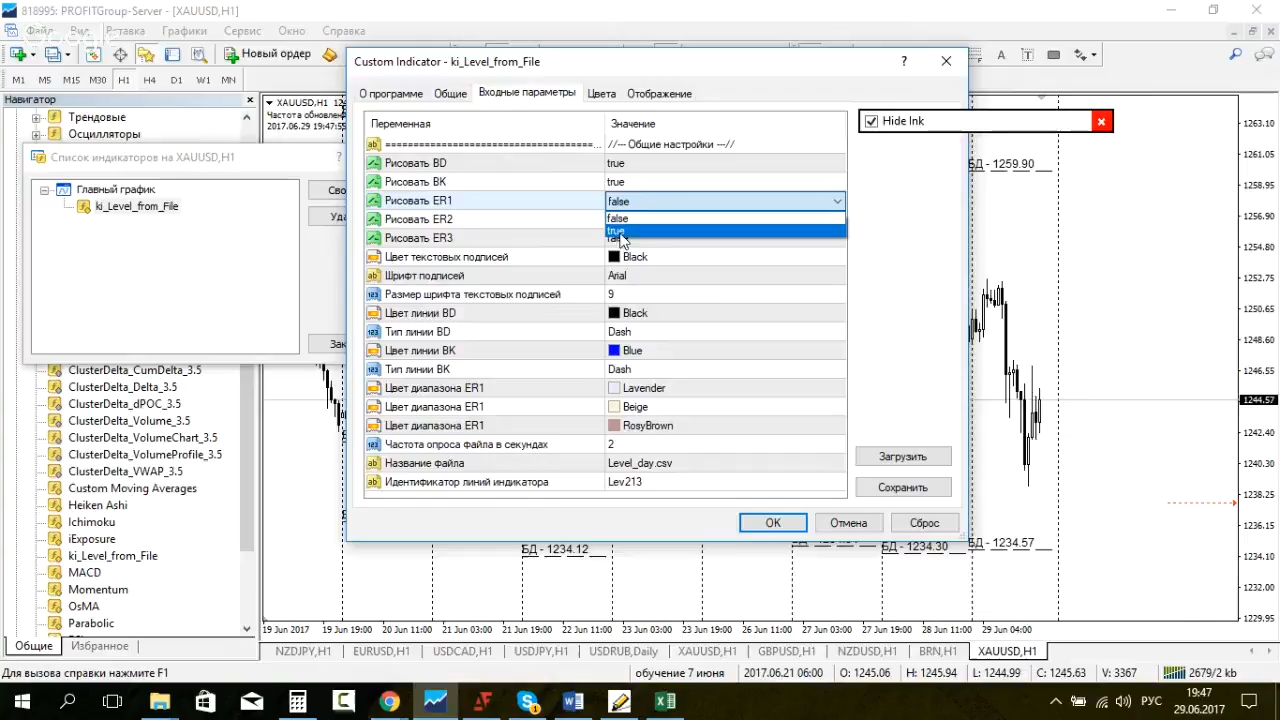 818995: PROFITGroup-Server - [XAUUSD,H1]
Файл Вид Вставка Графики Сервис Окно Справка
Новый ордер
M1 M5 M15 M30 H1 H4 D1 W1 MN
Навигатор
Трендовые
Осцилляторы
Список индикаторов на XAUUSD,H1
?
Главный график
ki_Level_from_File
Сво
Уда
Зак
ClusterDelta_CumDelta_3.5
ClusterDelta_Delta_3.5
ClusterDelta_dPOC_3.5
ClusterDelta_Volume_3.5
ClusterDelta_VolumeChart_3.5
ClusterDelta_VolumeProfile_3.5
ClusterDelta_VWAP_3.5
Custom Moving Averages
Heiken Ashi
Ichimoku
iExposure
ki_Level_from_File
MACD
Momentum
OsMA
Parabolic
Общие Избранное
XAUUSD,H1
Частота обновлен
2017.06.29 19:47:55
Custom Indicator - ki_Level_from_File
?
О программе Общие Входные параметры Цвета Отображение
Переменная Значение
//--- Общие настройки ---//
Рисовать BD true
Рисовать BK true
Рисовать ER1 false
false
true
Рисовать ER2
Рисовать ER3
Цвет текстовых подписей Black
Шрифт подписей Arial
Размер шрифта текстовых подписей 9
Цвет линии BD Black
Тип линии BD Dash
Цвет линии BK Blue
Тип линии BK Dash
Цвет диапазона ER1 Lavender
Цвет диапазона ER1 Beige
Цвет диапазона ER1 RosyBrown
Частота опроса файла в секундах 2
Название файла Level_day.csv
Идентификатор линий индикатора Lev213
Загрузить
Сохранить
OK Отмена Сброс
Hide Ink
БД - 1259.90
БД - 1234.12
БД - 1234.30
БД - 1234.57
1263.10
1261.05
1258.95
1256.90
1254.80
1252.75
1250.70
1248.60
1246.55
1244.57
1242.40
1240.30
1238.25
1236.15
1234.10
1232.00
1229.95
19 Jun 2017 19 Jun 19:00 20 Jun 11:00 21 Jun 03:00 21 Jun 19:00 22 Jun 11:00 23 Jun 03:00 23 Jun 19:00 26 Jun 11:00 27 Jun 03:00 27 Jun 19:00 28 Jun 11:00 29 Jun 04:00
NZDJPY,H1 EURUSD,H1 USDCAD,H1 USDJPY,H1 USDRUB,Daily XAUUSD,H1 GBPUSD,H1 NZDUSD,H1 BRN,H1 XAUUSD,H1
Для вызова справки нажмите F1
обучение 7 июня 2017.06.21 06:00 O: 1245.06 H: 1245.94 L: 1244.99 C: 1245.63 V: 3367 2679/2 kb
РУС
19:47
29.06.2017